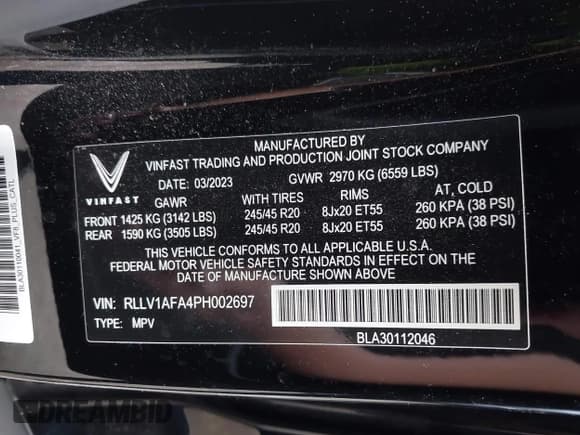 MANUFACTURED BY
VINFAST TRADING AND PRODUCTION JOINT STOCK COMPANY
VINFAST
DATE: 03/2023 GVWR 2970 KG (6559 LBS)
GAWR WITH TIRES RIMS AT, COLD
FRONT 1425 KG (3142 LBS) 245/45 R20 8Jx20 ET55 260 KPA (38 PSI)
REAR 1590 KG (3505 LBS) 245/45 R20 8Jx20 ET55 260 KPA (38 PSI)
THIS VEHICLE CONFORMS TO ALL APPLICABLE U.S.A.
FEDERAL MOTOR VEHICLE SAFETY STANDARDS IN EFFECT ON THE
DATE OF MANUFACTURE SHOWN ABOVE.
VIN: RLLV1AFA4PH002697
TYPE: MPV
BLA30112046
BLA30110041_VF8_PLUS_CATL
DREAMBID